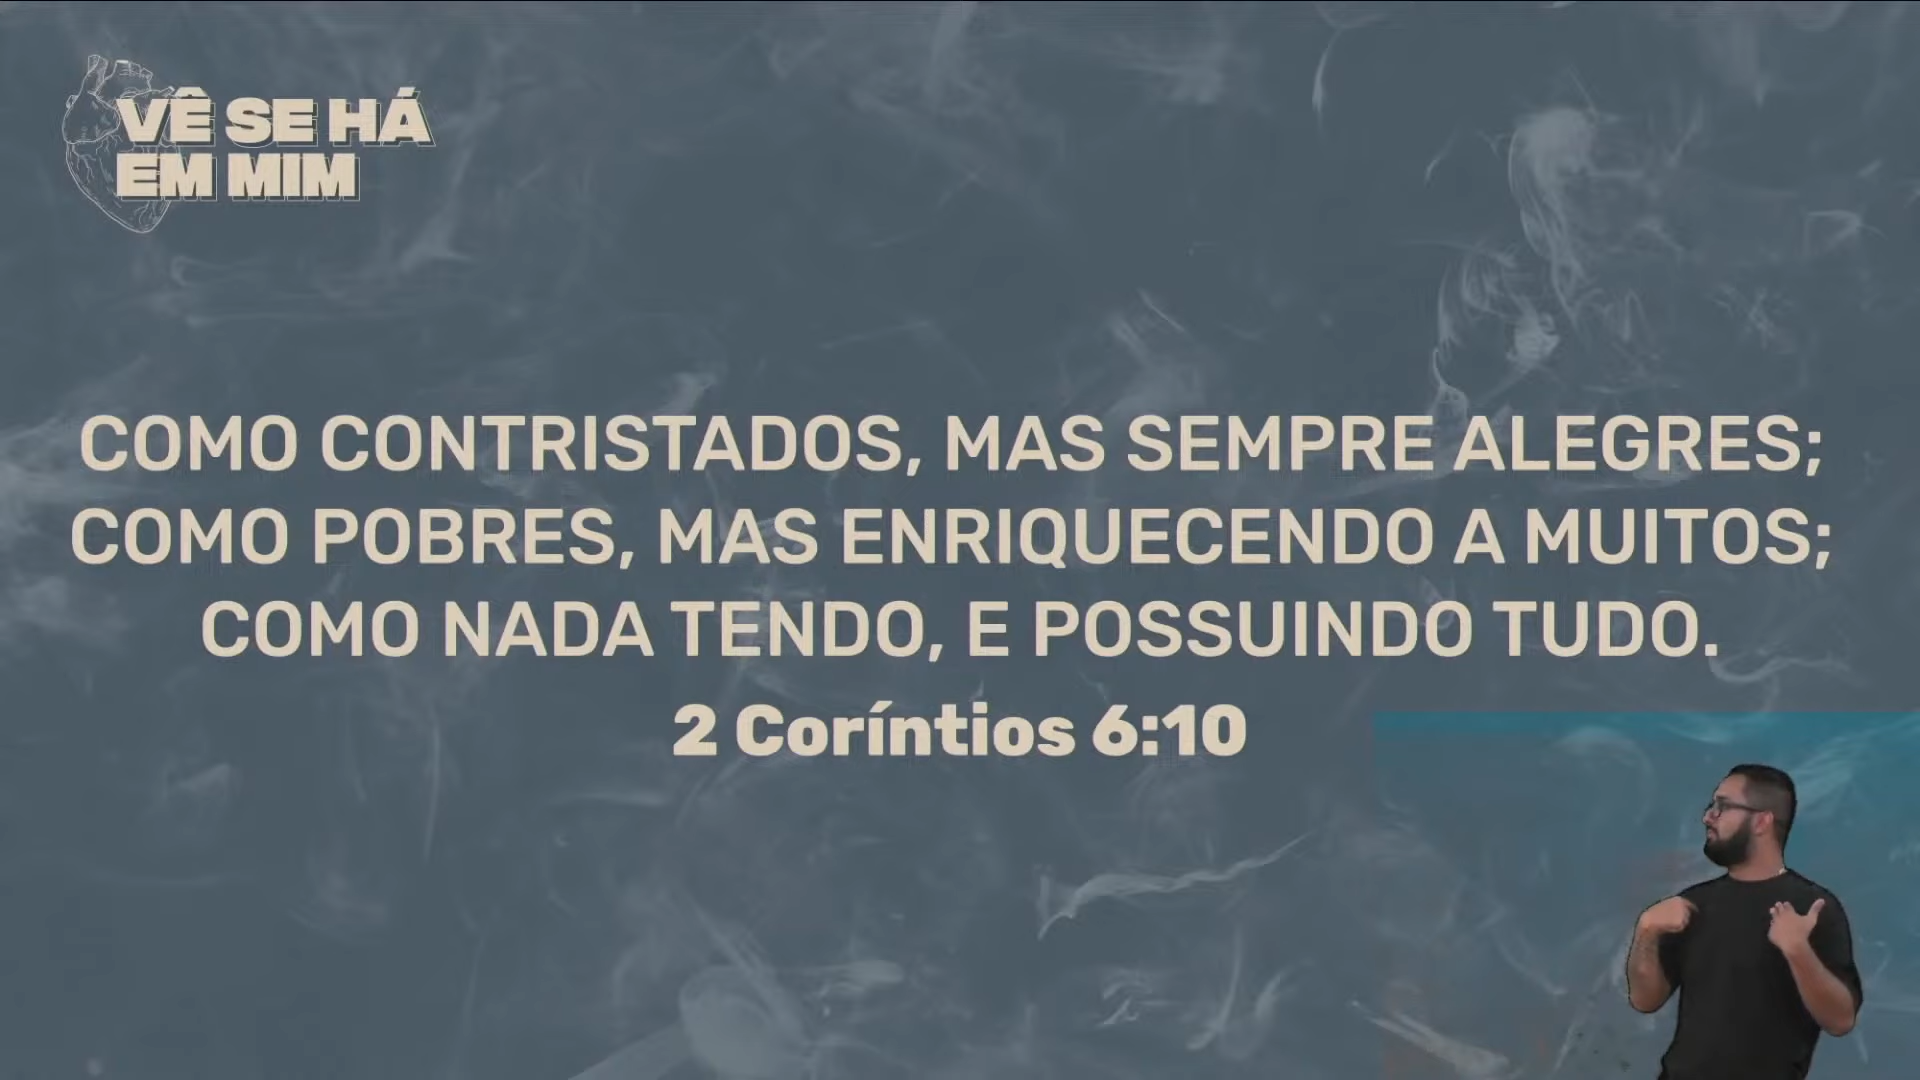 VÊ SE HÁ
EM MIM
COMO CONTRISTADOS, MAS SEMPRE ALEGRES;
COMO POBRES, MAS ENRIQUECENDO A MUITOS;
COMO NADA TENDO, E POSSUINDO TUDO.
2 Coríntios 6:10